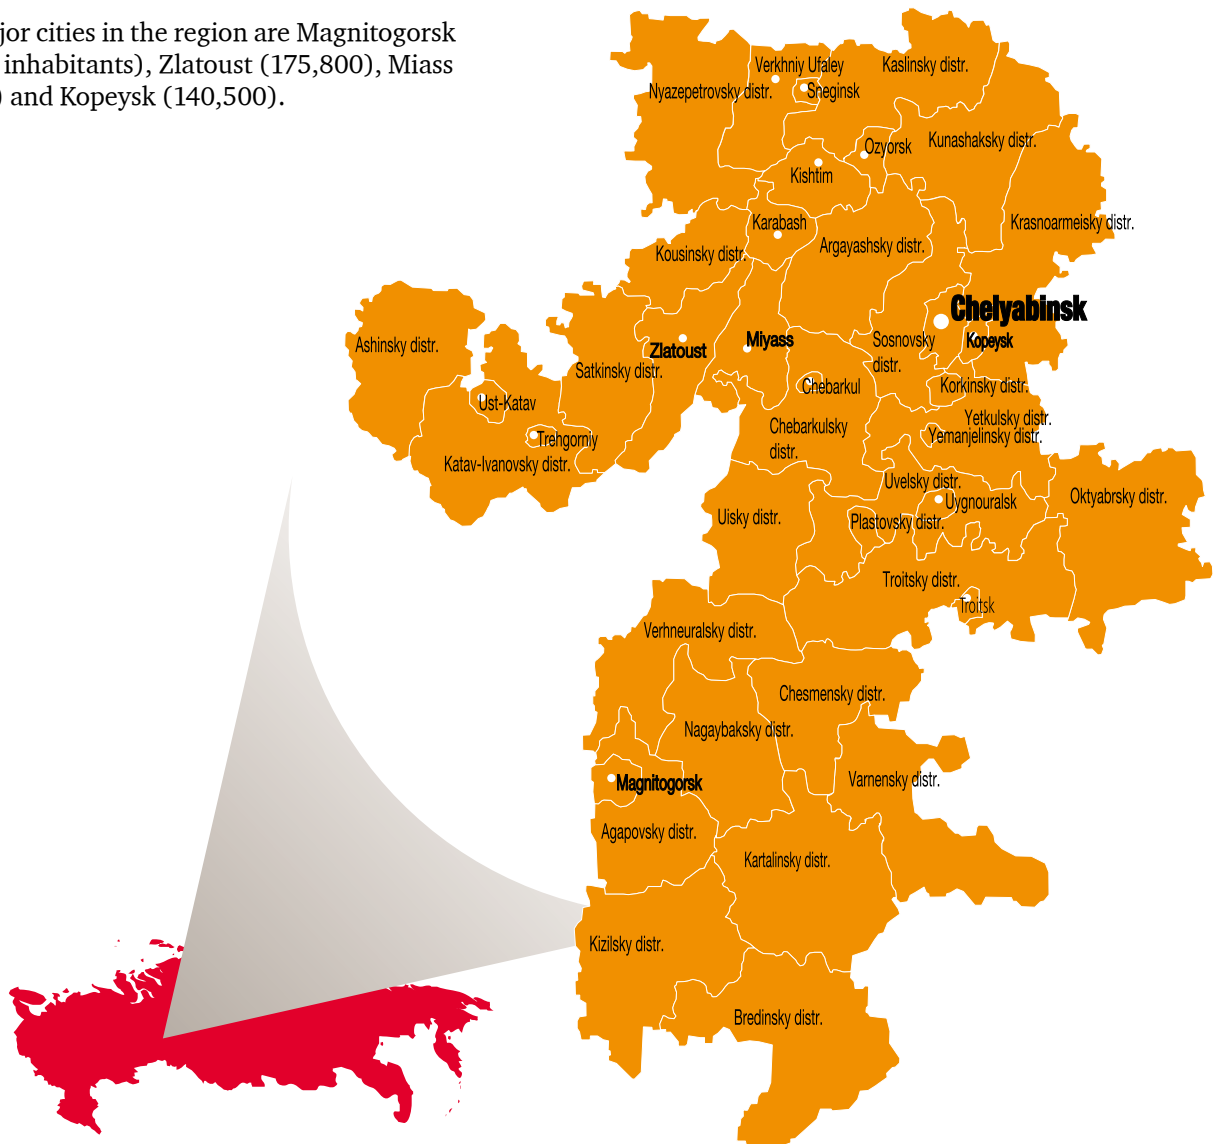 jor cities in the region are Magnitogorsk
inhabitants), Zlatoust (175,800), Miass
) and Kopeysk (140,500).
Verkhniy Ufaley
Kaslinsky distr.
Nyazepetrovsky distr.
Sneginsk
Ozyorsk
Kunashaksky distr.
Kishtim
Karabash
Krasnoarmeisky distr.
Kousinsky distr.
Argayashsky distr.
Chelyabinsk
Ashinsky distr.
Zlatoust
Miyass
Sosnovsky
distr.
Kopeysk
Satkinsky distr.
Chebarkul
Korkinsky distr.
Ust-Katav
Trehgorniy
Chebarkulsky
distr.
Yetkulsky distr.
Yemanjelinsky distr.
Katav-Ivanovsky distr.
Uvelsky distr.
Uygnouralsk
Oktyabrsky distr.
Uisky distr.
Plastovsky distr.
Troitsky distr.
Troitsk
Verhneuralsky distr.
Chesmensky distr.
Nagaybaksky distr.
Magnitogorsk
Varnensky distr.
Agapovsky distr.
Kartalinsky distr.
Kizilsky distr.
Bredinsky distr.